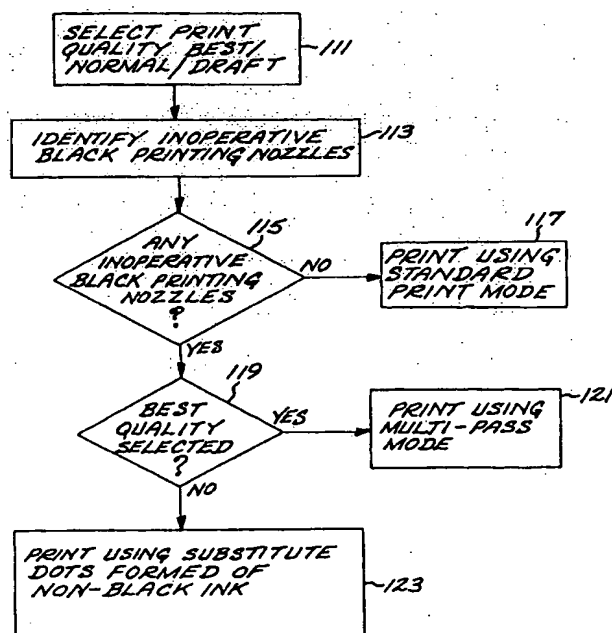 SELECT PRINT
QUALITY BEST/
NORMAL/DRAFT
111
IDENTIFY INOPERATIVE
BLACK PRINTING NOZZLES
113
115
ANY
INOPERATIVE
BLACK PRINTING
NOZZLES
?
NO
117
PRINT USING
STANDARD
PRINT MODE
YES
119
BEST
QUALITY
SELECTED
?
YES
121
PRINT USING
MULTI-PASS
MODE
NO
PRINT USING SUBSTITUTE
DOTS FORMED OF
NON-BLACK INK
123